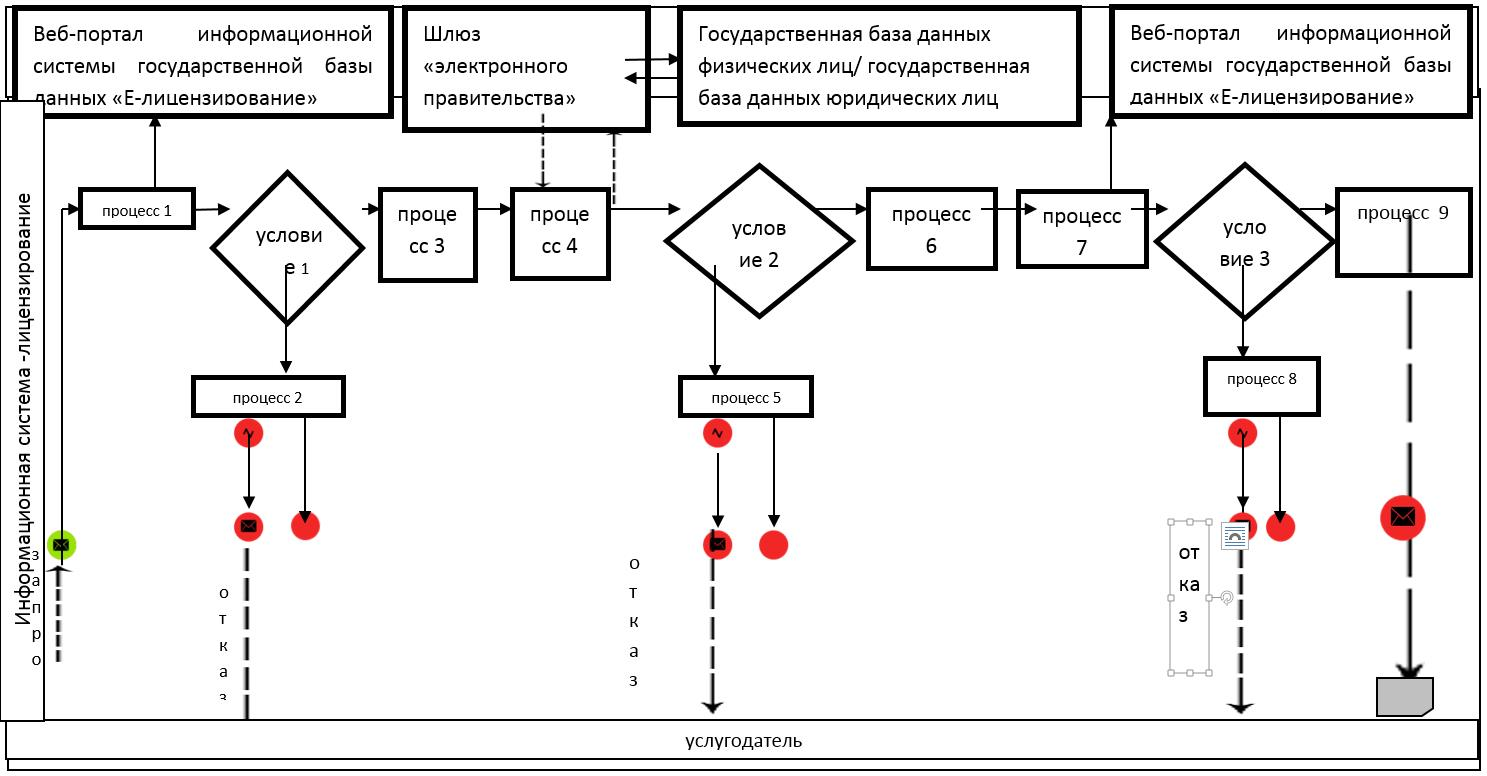 Веб-портал информационной
системы государственной базы
данных «Е-лицензирование»
Шлюз
«электронного
правительства»
Государственная база данных
физических лиц/ государственная
база данных юридических лиц
Веб-портал информационной
системы государственной базы
данных «Е-лицензирование»
Информационная система -лицензирование
процесс 1
услови
е 1
проце
сс 3
проце
сс 4
услов
ие 2
процесс
6
процесс
7
усло
вие 3
процесс 9
процесс 2
процесс 5
процесс 8
з
а
п
р
о
о
т
к
а
з
о
т
к
а
з
от
ка
з
услугодатель